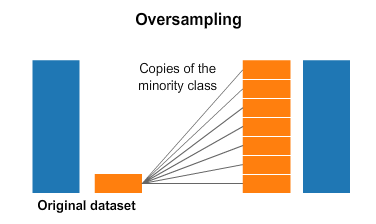 Oversampling
Copies of the
minority class
Original dataset